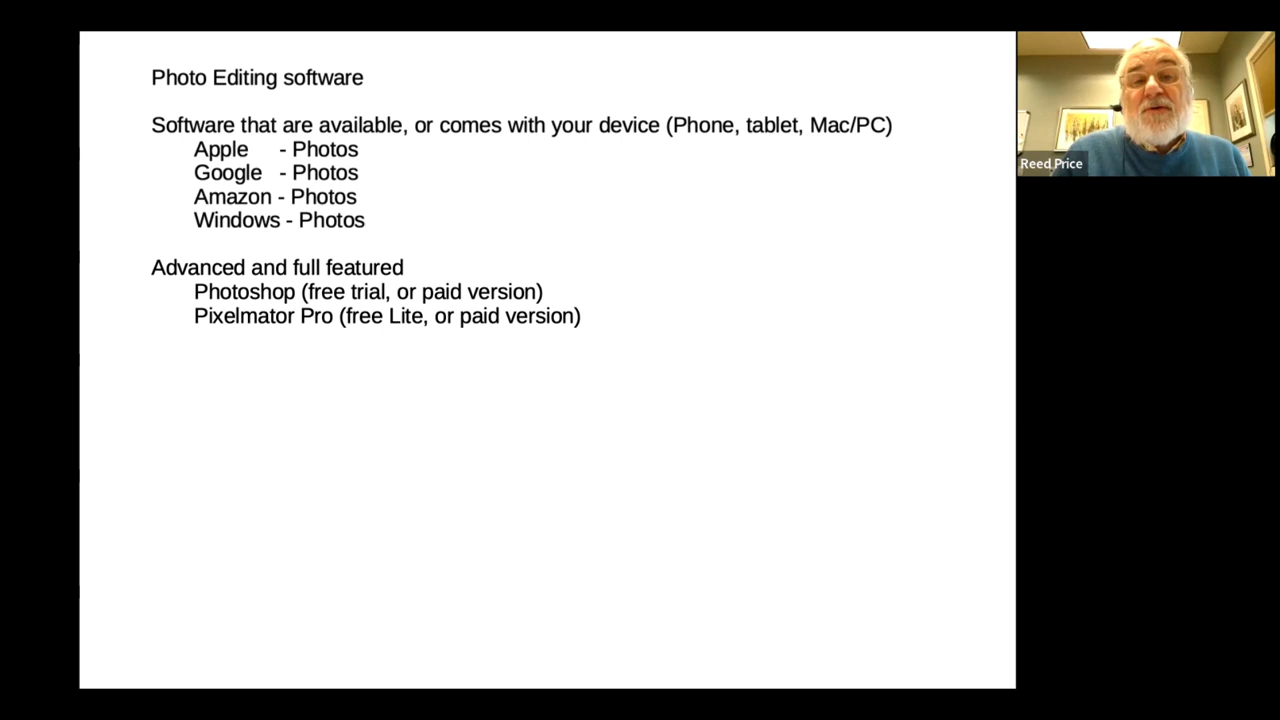 Photo Editing software
Software that are available, or comes with your device (Phone, tablet, Mac/PC)
Apple - Photos
Google - Photos
Amazon - Photos
Windows - Photos
Advanced and full featured
Photoshop (free trial, or paid version)
Pixelmator Pro (free Lite, or paid version)
Reed Price